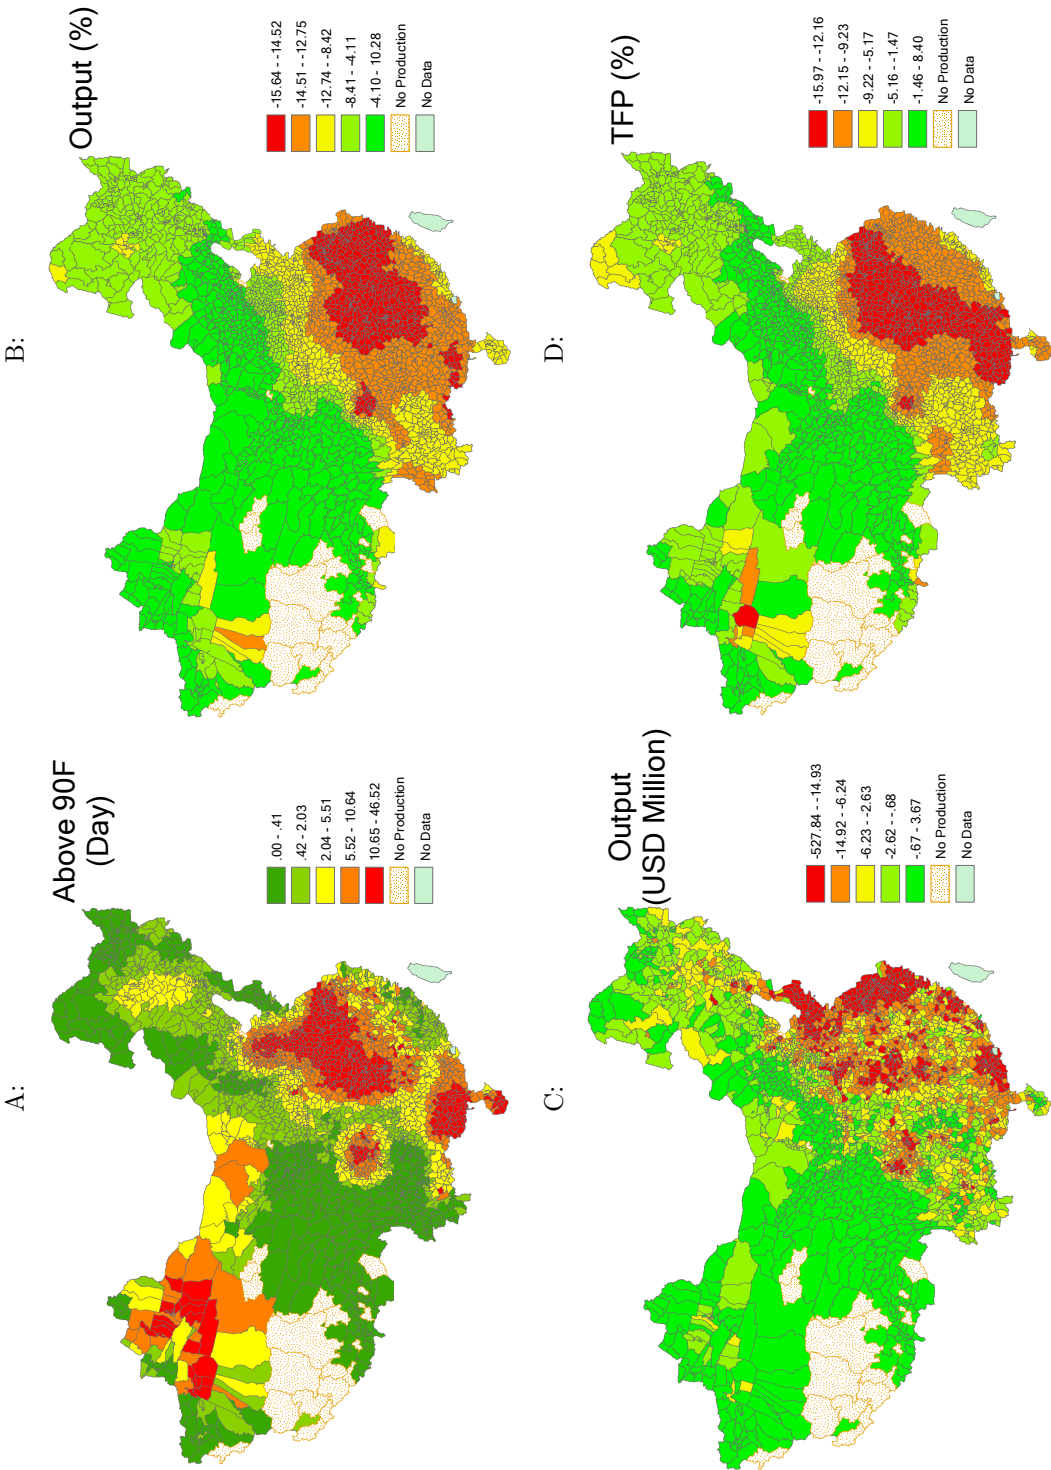 A:
Above 90F
(Day)
.00 - .41
.42 - 2.03
2.04 - 5.51
5.52 - 10.64
10.65 - 46.52
No Production
No Data
B:
Output (%)
-15.64 - -14.52
-14.51 - -12.75
-12.74 - -8.42
-8.41 - -4.11
-4.10 - 10.28
No Production
No Data
C:
Output
(USD Million)
-527.84 - -14.93
-14.92 - -6.24
-6.23 - -2.63
-2.62 - -.68
-.67 - 3.67
No Production
No Data
D:
TFP (%)
-15.97 - -12.16
-12.15 - -9.23
-9.22 - -5.17
-5.16 - -1.47
-1.46 - 8.40
No Production
No Data